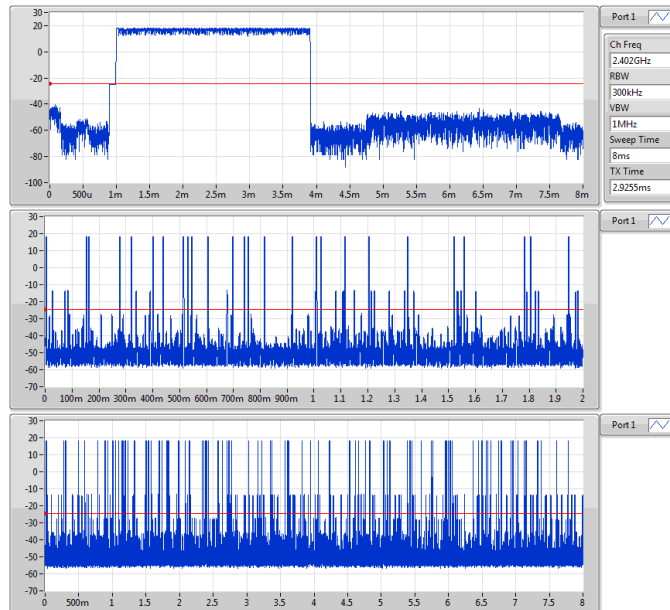 30
20
0
-20
-40
-60
-80
-100
0 500u 1m 1.5m 2m 2.5m 3m 3.5m 4m 4.5m 5m 5.5m 6m 6.5m 7m 7.5m 8m
Port 1
Ch Freq
2.402GHz
RBW
300kHz
VBW
1MHz
Sweep Time
8ms
TX Time
2.9255ms
30
20
10
0
-10
-20
-30
-40
-50
-60
-70
0 100m 200m 300m 400m 500m 600m 700m 800m 900m 1 1.1 1.2 1.3 1.4 1.5 1.6 1.7 1.8 1.9 2
Port 1
30
20
10
0
-10
-20
-30
-40
-50
-60
-70
0 500m 1 1.5 2 2.5 3 3.5 4 4.5 5 5.5 6 6.5 7 7.5 8
Port 1